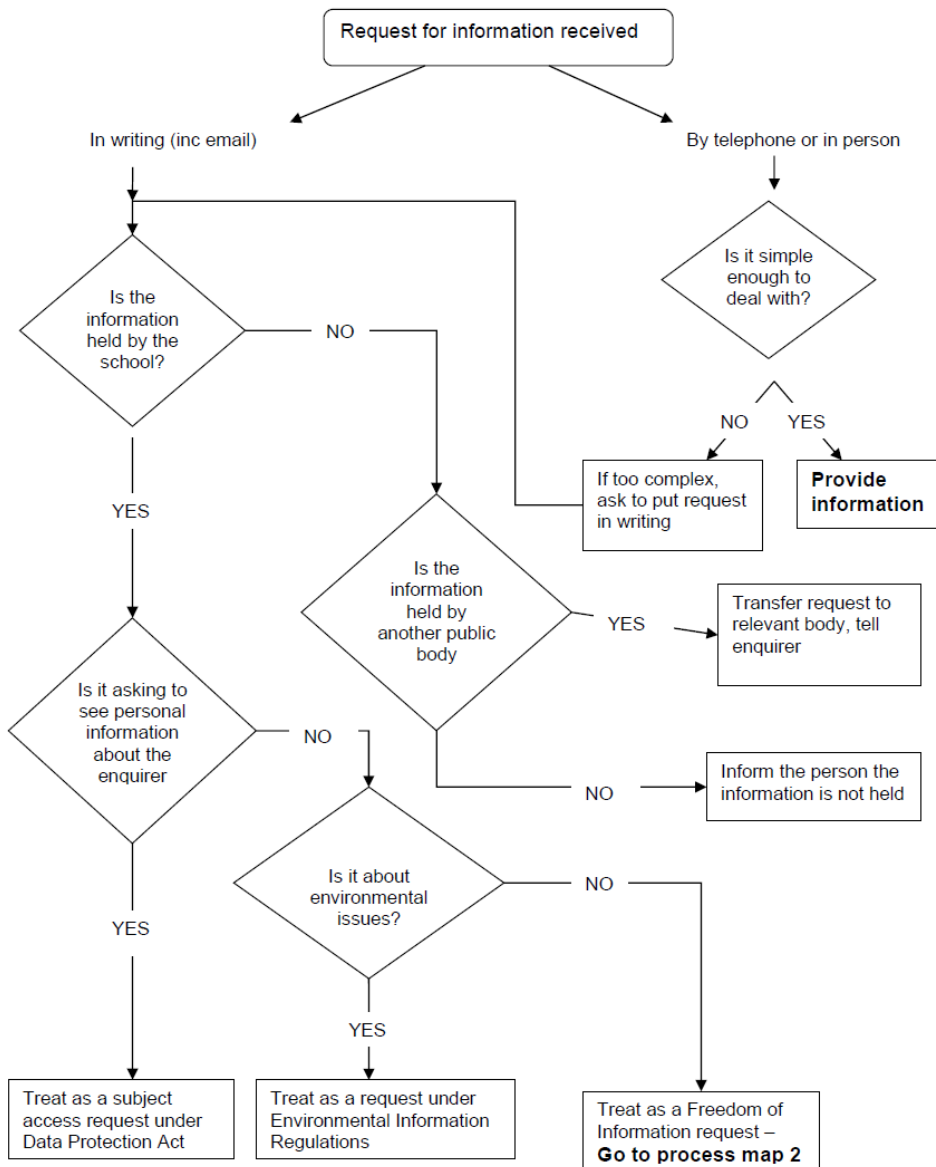 Request for information received
In writing (inc email)
By telephone or in person
Is it simple
enough to
deal with?
Is the
information
held by the
school?
NO
NO
YES
If too complex,
ask to put request
in writing
Provide
information
YES
Is the
information
held by
another public
body
YES
Transfer request to
relevant body, tell
enquirer
Is it asking to
see personal
information
about the
enquirer
NO
NO
Inform the person the
information is not held
Is it about
environmental
issues?
NO
YES
YES
Treat as a subject
access request under
Data Protection Act
Treat as a request under
Environmental Information
Regulations
Treat as a Freedom of
Information request –
Go to process map 2